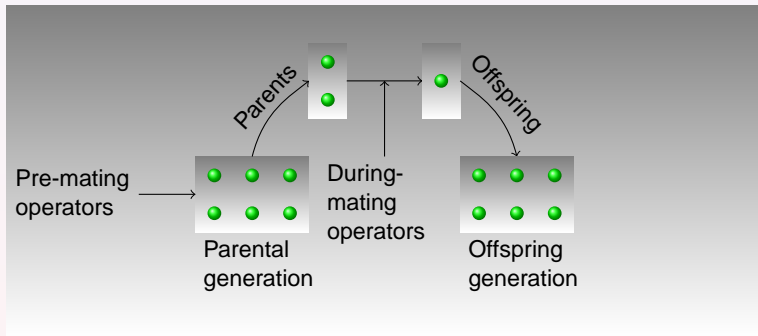 Parents
Offspring
Pre-mating
operators
During-
mating
operators
Parental
generation
Offspring
generation